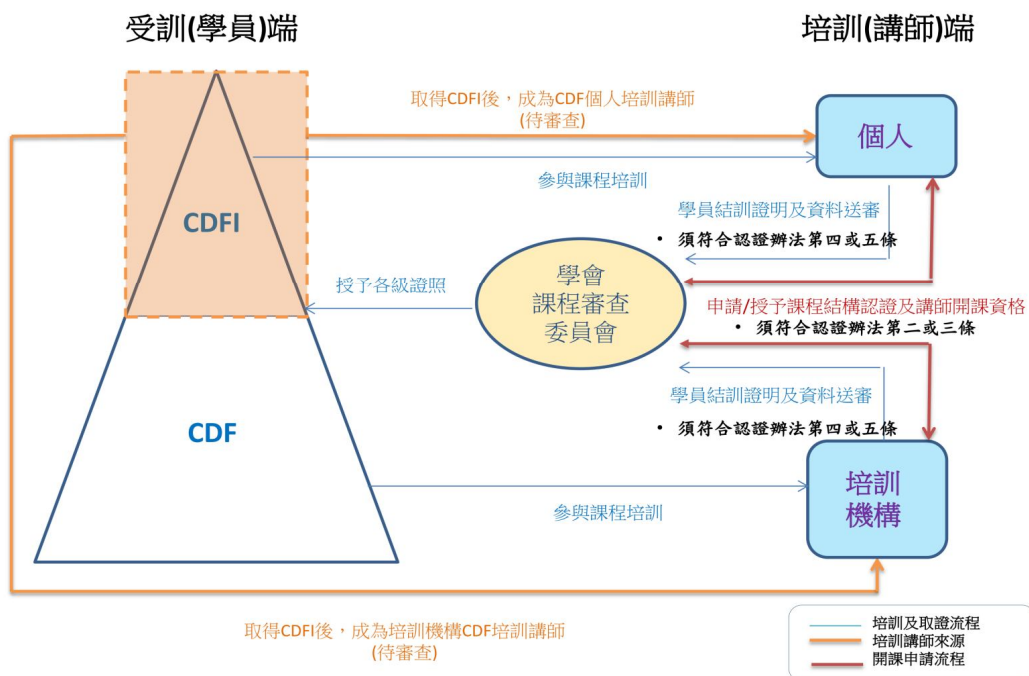 受訓(學員)端
培訓(講師)端
取得CDFI後，成為CDF個人培訓講師
(待審查)
個人
參與課程培訓
CDFI
學員結訓證明及資料送審
• 須符合認證辦法第四或五條
授予各級證照
學會
課程審查
委員會
申請/授予課程結構認證及講師開課資格
• 須符合認證辦法第二或三條
學員結訓證明及資料送審
• 須符合認證辦法第四或五條
CDF
培訓
機構
參與課程培訓
取得CDFI後，成為培訓機構CDF培訓講師
(待審查)
培訓及取證流程
培訓講師來源
開課申請流程